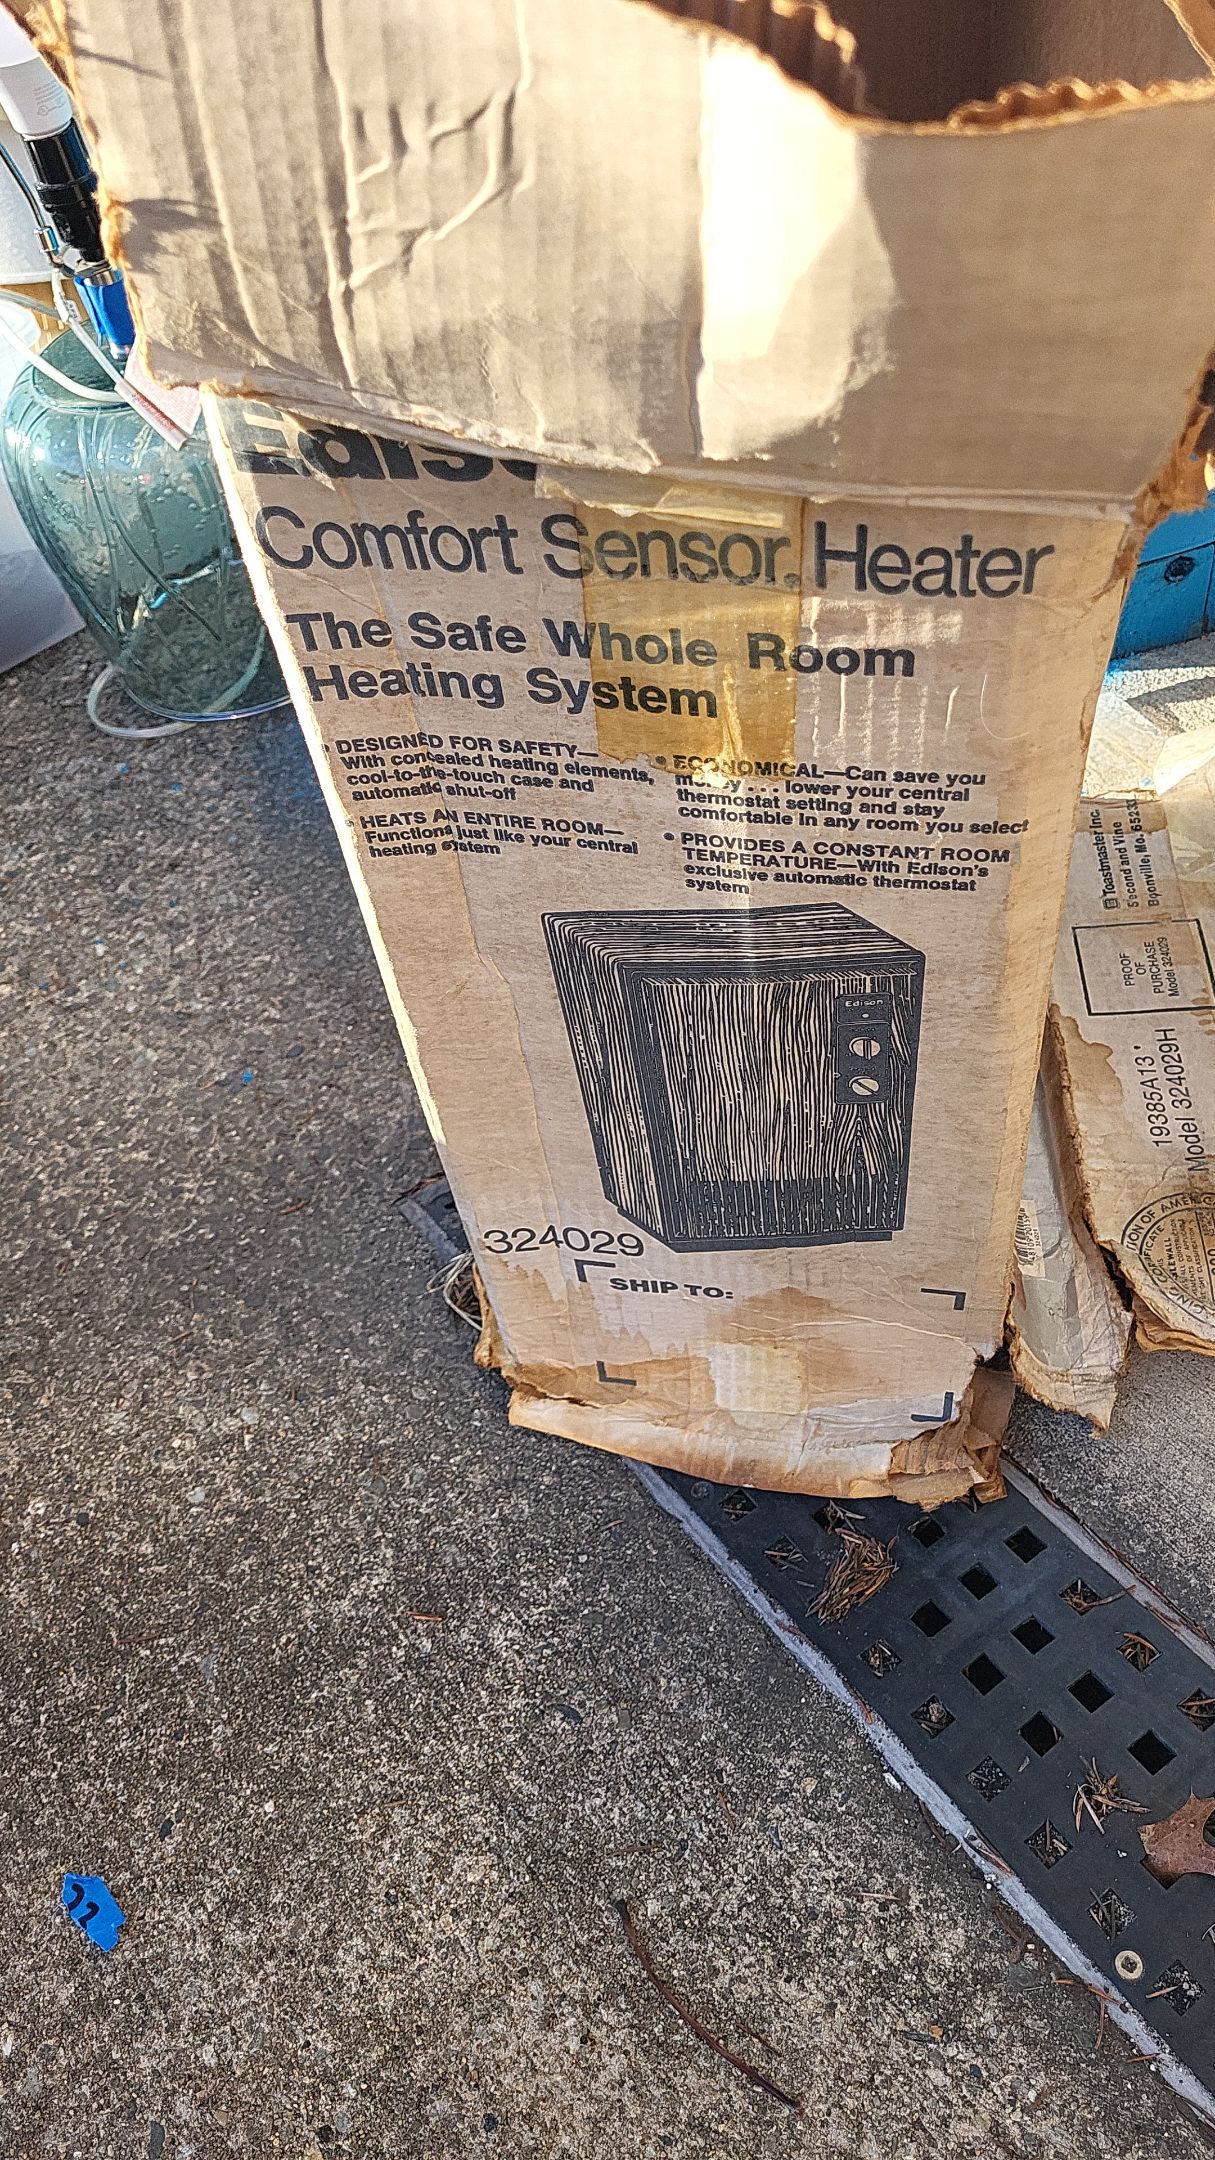 Comfort Sensor. Heater
The Safe Whole Room
Heating System
• DESIGNED FOR SAFETY—
With concealed heating elements,
cool-to-the-touch case and
automatic shut-off
• HEATS AN ENTIRE ROOM—
Functions just like your central
heating system
• ECONOMICAL—Can save you
money . . . lower your central
thermostat setting and stay
comfortable in any room you select
• PROVIDES A CONSTANT ROOM
TEMPERATURE—With Edison's
exclusive automatic thermostat
system
Edison
324029
SHIP TO:
Toastmaster Inc.
Second and Vine
Boonville, Mo.
PROOF
OF
PURCHASE
Model 324029
19385A13
Model 324029H
22